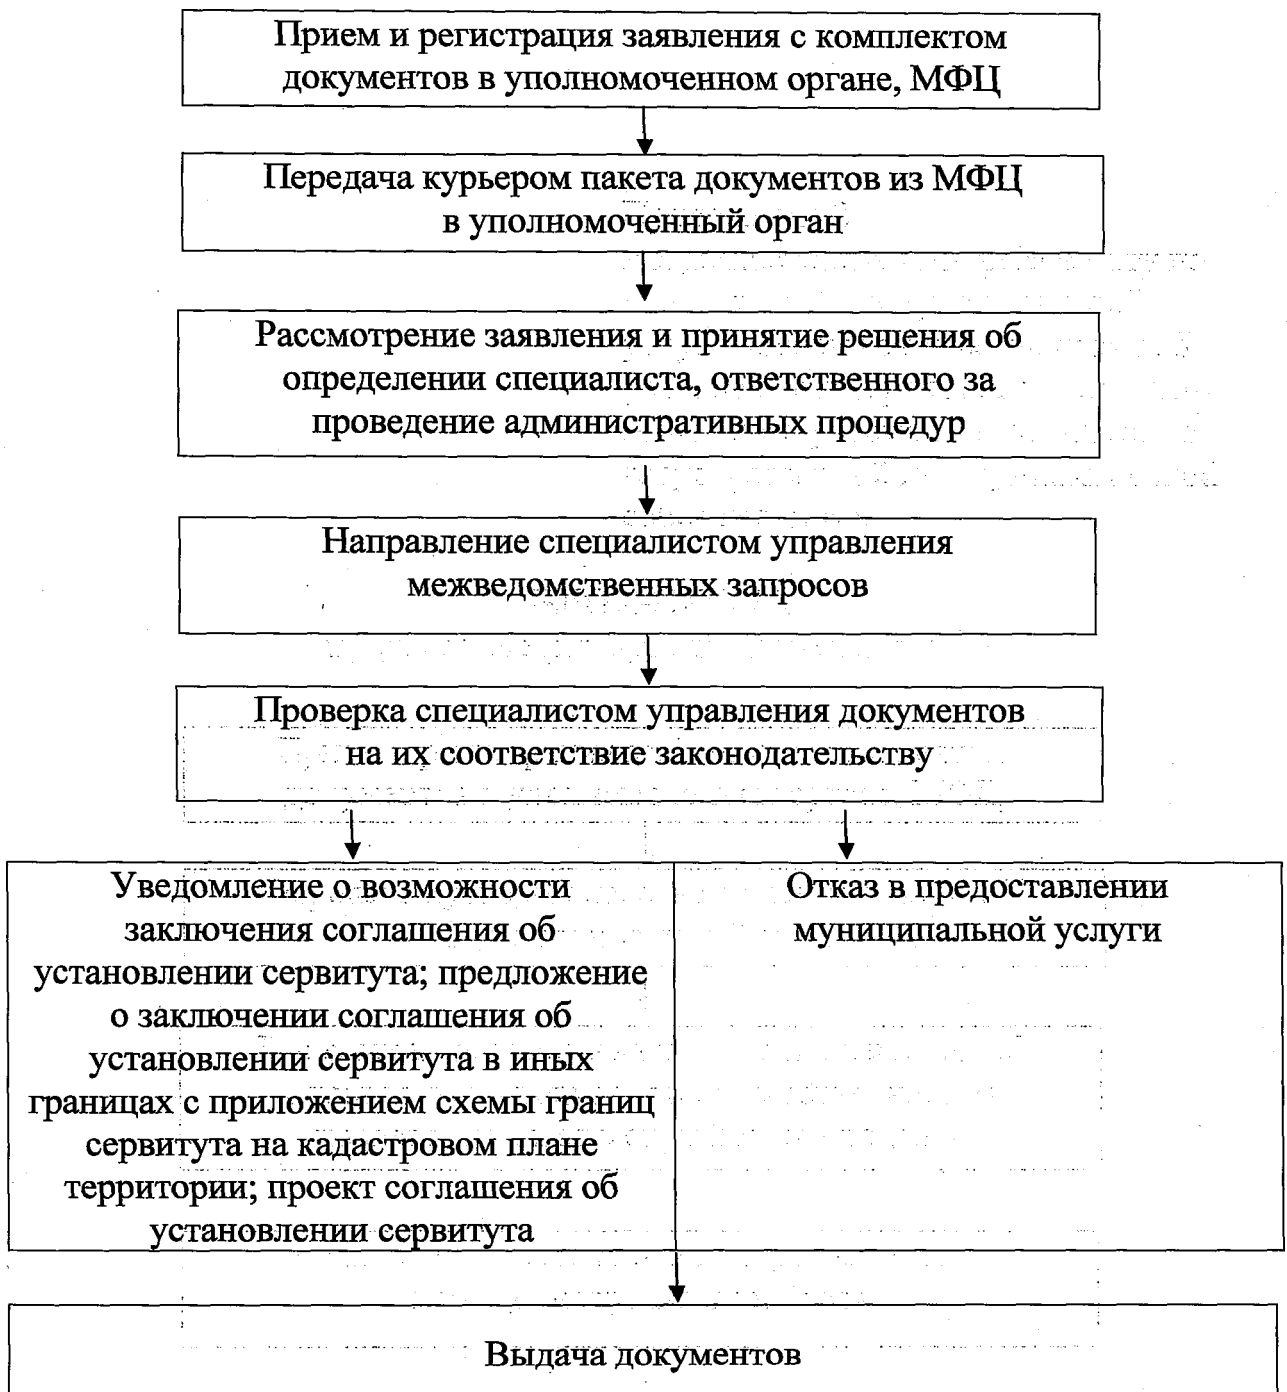 Прием и регистрация заявления с комплектом
документов в уполномоченном органе, МФЦ
Передача курьером пакета документов из МФЦ
в уполномоченный орган
Рассмотрение заявления и принятие решения об
определении специалиста, ответственного за
проведение административных процедур
Направление специалистом управления
межведомственных запросов
Проверка специалистом управления документов
на их соответствие законодательству
Уведомление о возможности
заключения соглашения об
установлении сервитута; предложение
о заключении соглашения об
установлении сервитута в иных
границах с приложением схемы границ
сервитута на кадастровом плане
территории; проект соглашения об
установлении сервитута
Отказ в предоставлении
муниципальной услуги
Выдача документов